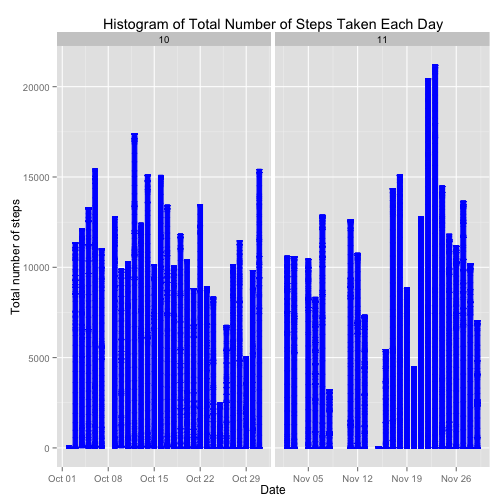 Histogram of Total Number of Steps Taken Each Day
10 11
Total number of steps
20000
15000
10000
5000
0
Oct 01 Oct 08 Oct 15 Oct 22 Oct 29 Nov 05 Nov 12 Nov 19 Nov 26
Date